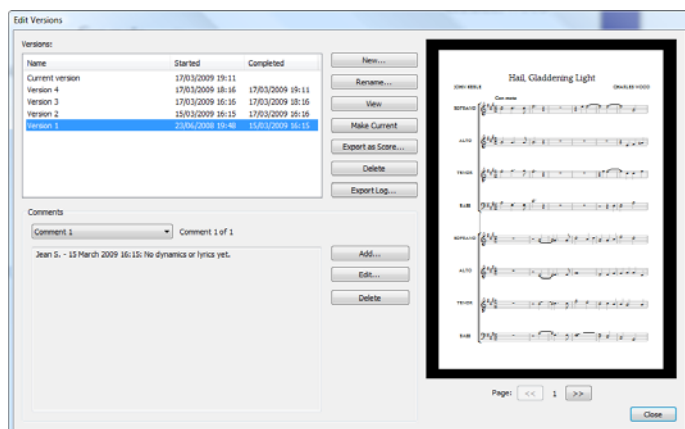 Edit Versions
Versions:
Name Started Completed
Current version 17/03/2009 19:11
Version 4 17/03/2009 18:16 17/03/2009 19:11
Version 3 17/03/2009 16:16 17/03/2009 18:16
Version 2 15/03/2009 16:15 17/03/2009 16:16
Version 1 23/06/2008 19:48 15/03/2009 16:15
New...
Rename...
View
Make Current
Export as Score...
Delete
Export Log...
Comments
Comment 1 Comment 1 of 1
Jean S. - 15 March 2009 16:15: No dynamics or lyrics yet.
Add...
Edit...
Delete
Hail, Gladdening Light
JOHN KEBLE CHARLES WOOD
Con moto
SOPRANO
ALTO
TENOR
BASS
SOPRANO
ALTO
TENOR
BASS
Page: << 1 >>
Close